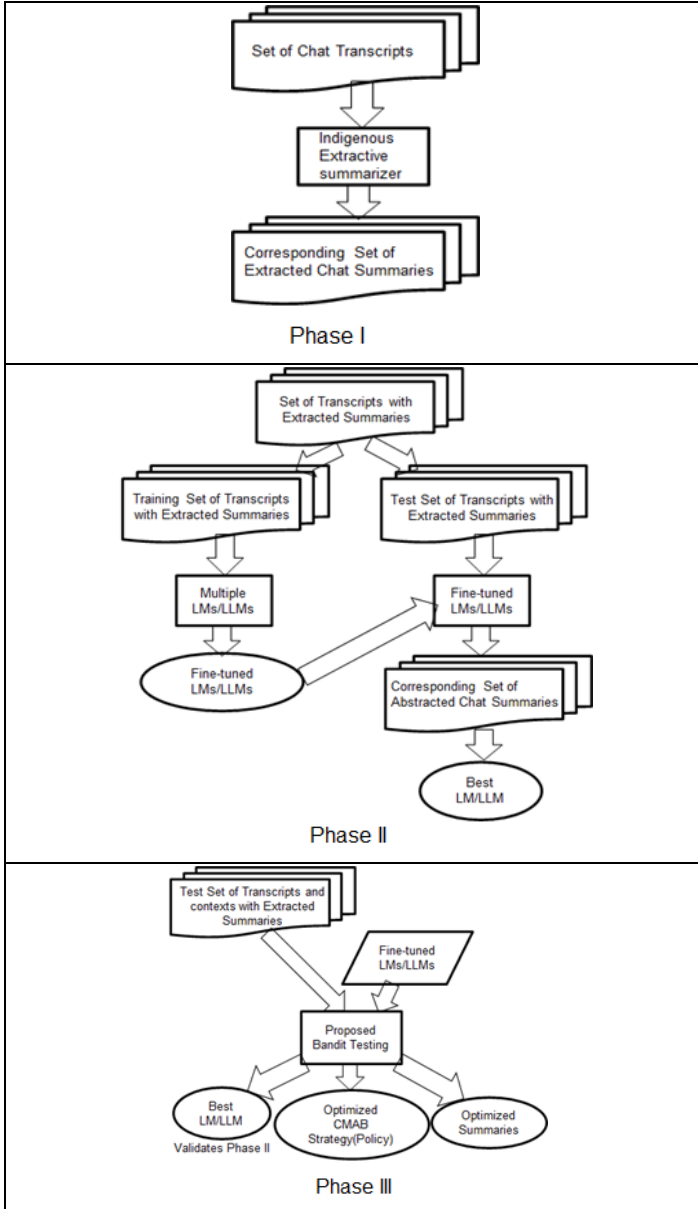 Set of Chat Transcripts
Indigenous
Extractive
summarizer
Corresponding Set of
Extracted Chat Summaries
Phase I
Set of Transcripts with
Extracted Summaries
Training Set of Transcripts
with Extracted Summaries
Test Set of Transcripts with
Extracted Summaries
Multiple
LMs/LLMs
Fine-tuned
LMs/LLMs
Fine-tuned
LMs/LLMs
Corresponding Set of
Abstracted Chat Summaries
Best
LM/LLM
Phase II
Test Set of Transcripts and
contexts with Extracted
Summaries
Fine-tuned
LMs/LLMs
Proposed
Bandit Testing
Best
LM/LLM
Validates Phase II
Optimized
CMAB
Strategy(Policy)
Optimized
Summaries
Phase III